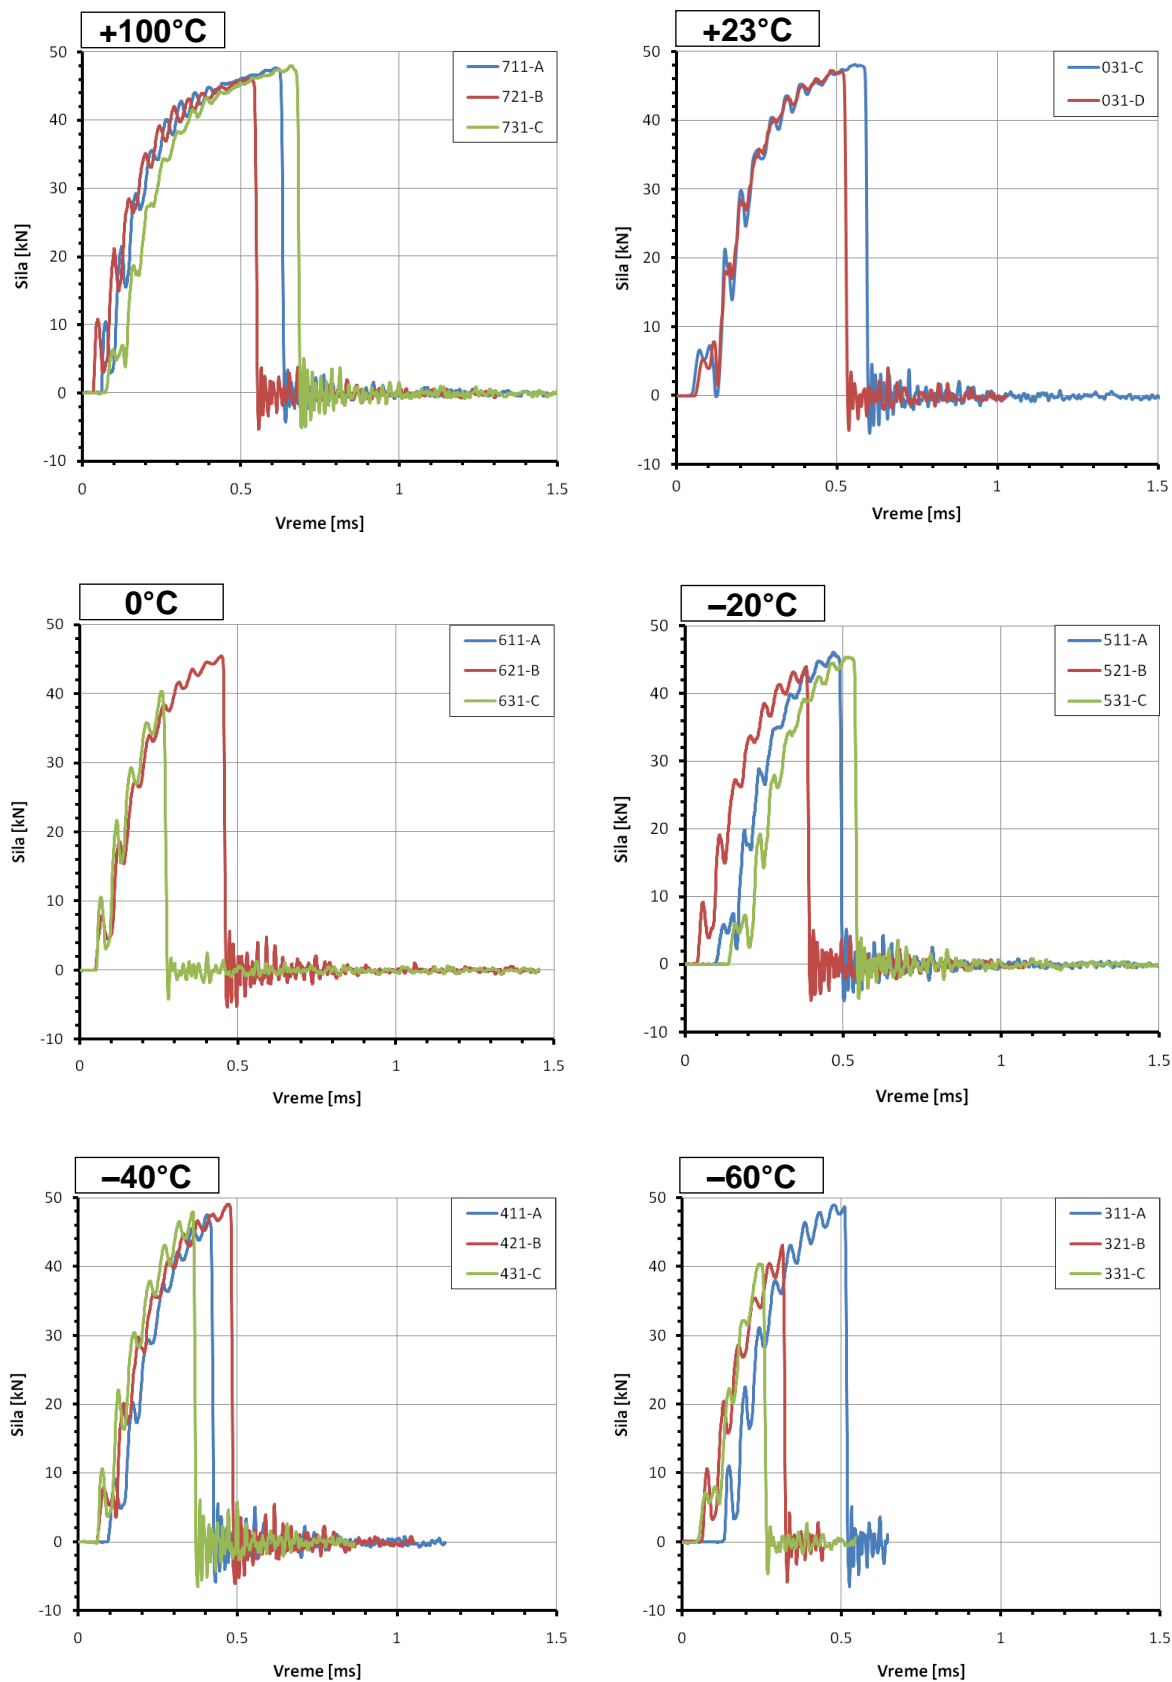 +100°C
50
40
30
20
10
0
-10
Sila [kN]
0 0.5 1 1.5
Vreme [ms]
711-A
721-B
731-C
+23°C
50
40
30
20
10
0
-10
Sila [kN]
0 0.5 1 1.5
Vreme [ms]
031-C
031-D
0°C
50
40
30
20
10
0
-10
Sila [kN]
0 0.5 1 1.5
Vreme [ms]
611-A
621-B
631-C
–20°C
50
40
30
20
10
0
-10
Sila [kN]
0 0.5 1 1.5
Vreme [ms]
511-A
521-B
531-C
–40°C
50
40
30
20
10
0
-10
Sila [kN]
0 0.5 1 1.5
Vreme [ms]
411-A
421-B
431-C
–60°C
50
40
30
20
10
0
-10
Sila [kN]
0 0.5 1 1.5
Vreme [ms]
311-A
321-B
331-C